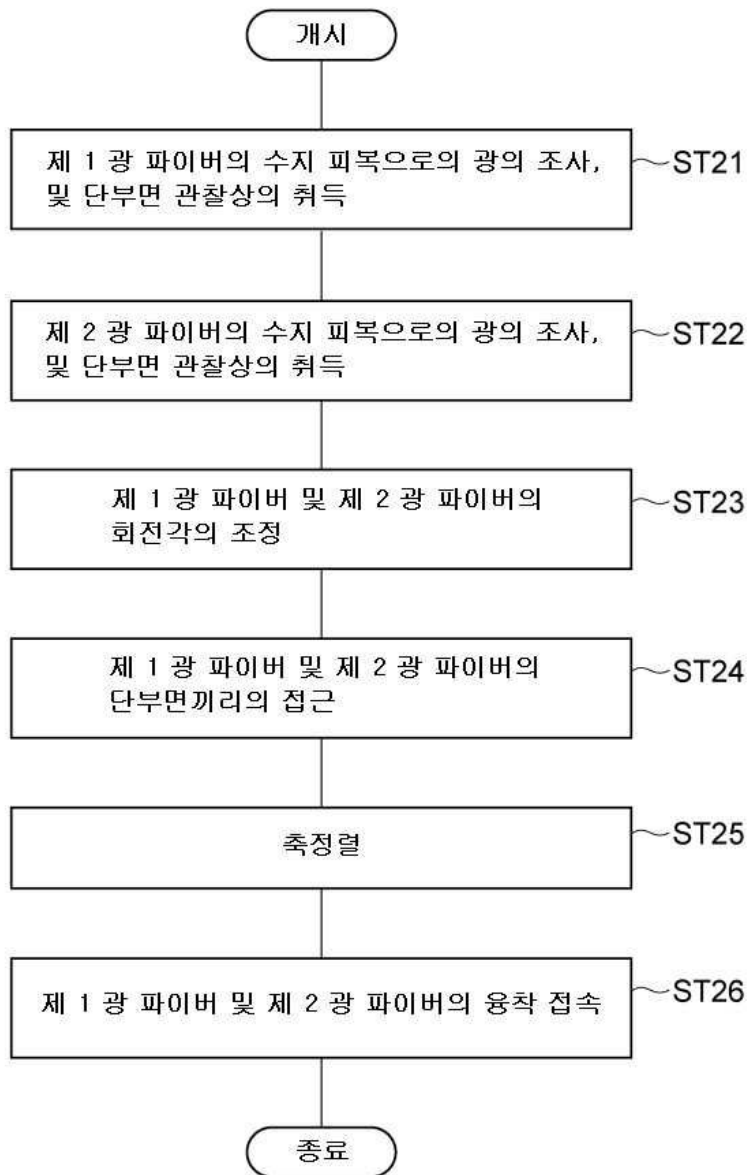 개시
제 1 광 파이버의 수지 피복으로의 광의 조사,
및 단부면 관찰상의 취득
ST21
제 2 광 파이버의 수지 피복으로의 광의 조사,
및 단부면 관찰상의 취득
ST22
제 1 광 파이버 및 제 2 광 파이버의
회전각의 조정
ST23
제 1 광 파이버 및 제 2 광 파이버의
단부면끼리의 접근
ST24
축정렬
ST25
제 1 광 파이버 및 제 2 광 파이버의 융착 접속
ST26
종료